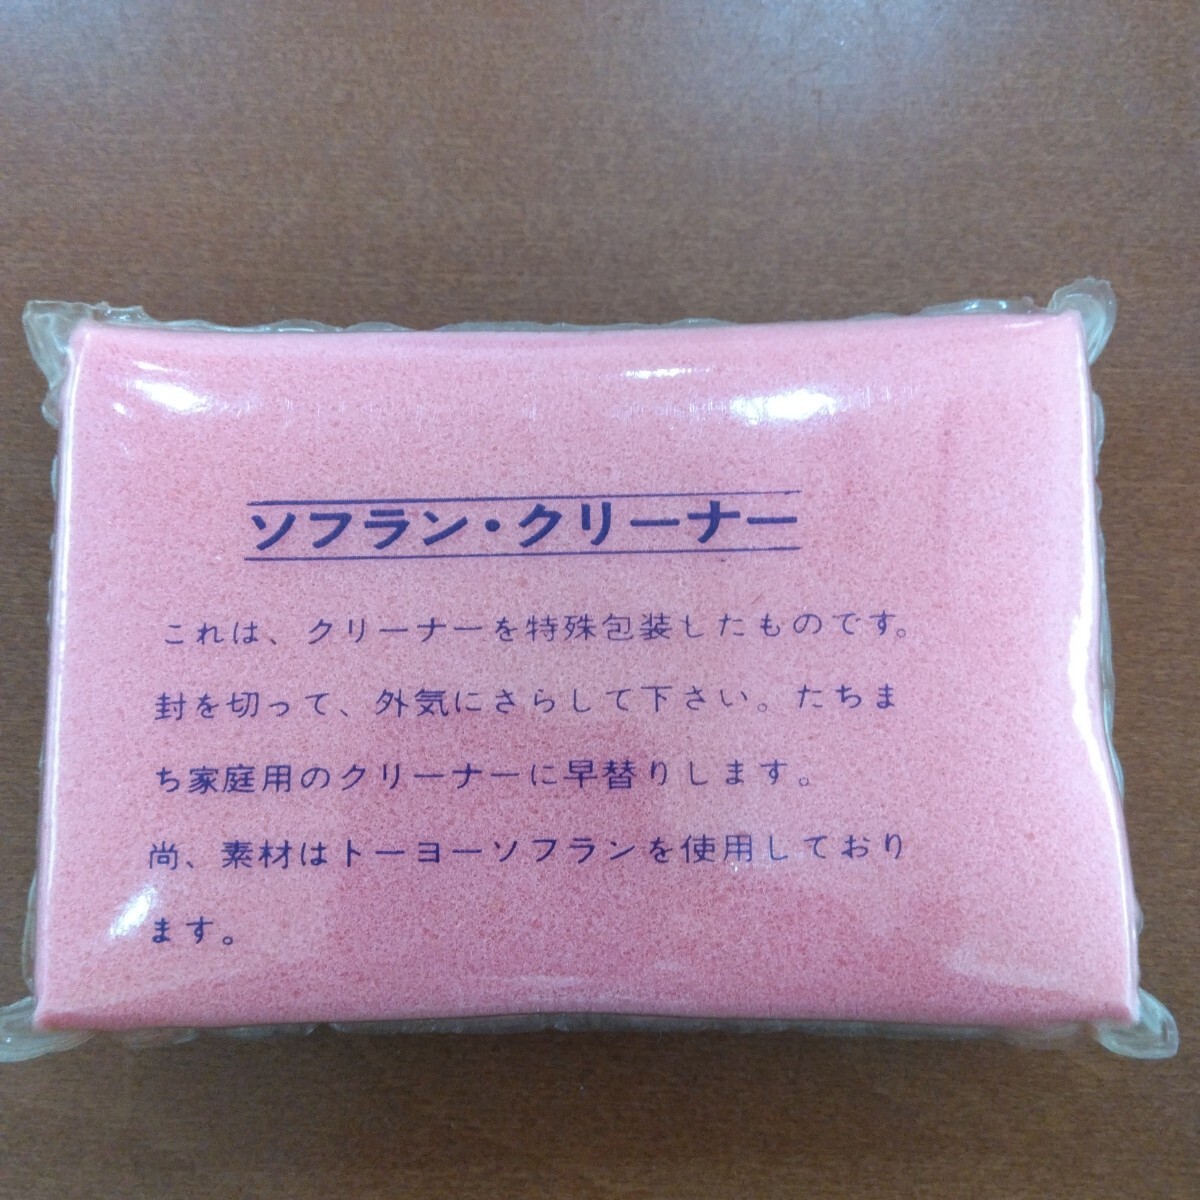 ソフラン・クリーナー
これは、クリーナーを特殊包装したものです。
封を切って、外気にさらして下さい。たちま
ち家庭用のクリーナーに早替りします。
尚、素材はトーヨーソフランを使用しており
ます。